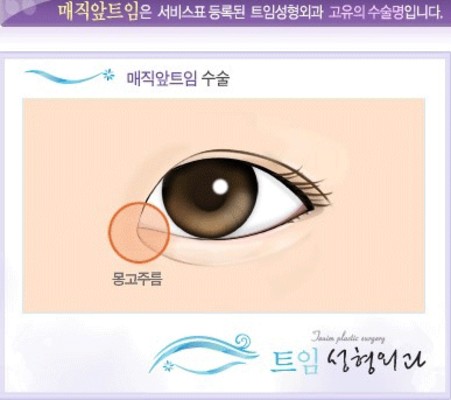 매직앞트임은 서비스표 등록된 트임성형외과 고유의 수술명입니다.
매직앞트임 수술
몽고주름
Tuxim plastic surgery
트임 성형외과